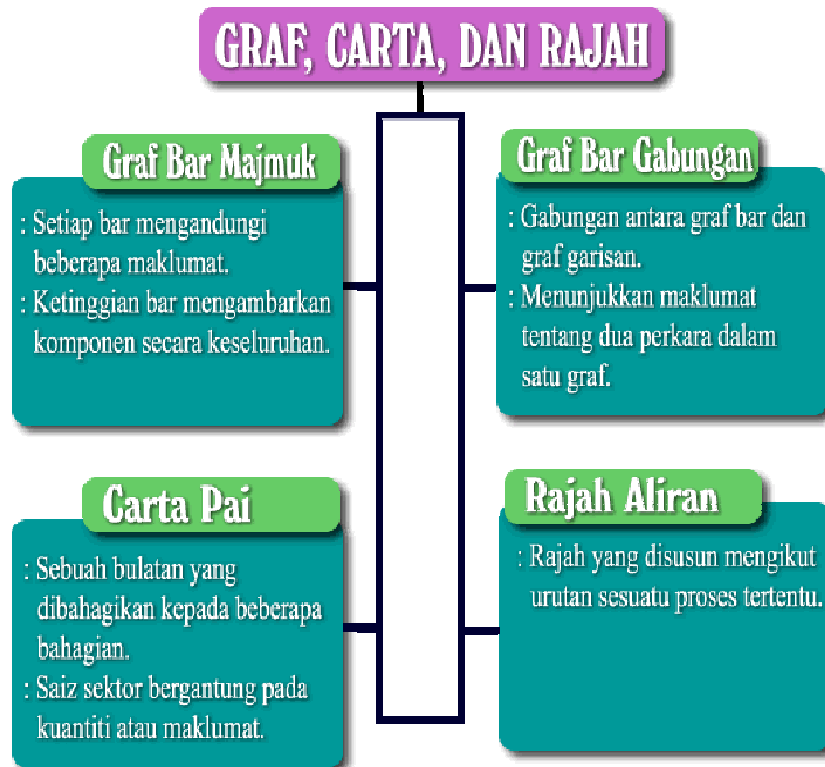 GRAF, CARTA, DAN RAJAH
Graf Bar Majmuk
: Setiap bar mengandungi
beberapa maklumat.
: Ketinggian bar mengambarkan
komponen secara keseluruhan.
Graf Bar Gabungan
: Gabungan antara graf bar dan
graf garisan.
: Menunjukkan maklumat
tentang dua perkara dalam
satu graf.
Carta Pai
: Sebuah bulatan yang
dibahagikan kepada beberapa
bahagian.
: Saiz sektor bergantung pada
kuantiti atau maklumat.
Rajah Aliran
: Rajah yang disusun mengikut
urutan sesuatu proses tertentu.